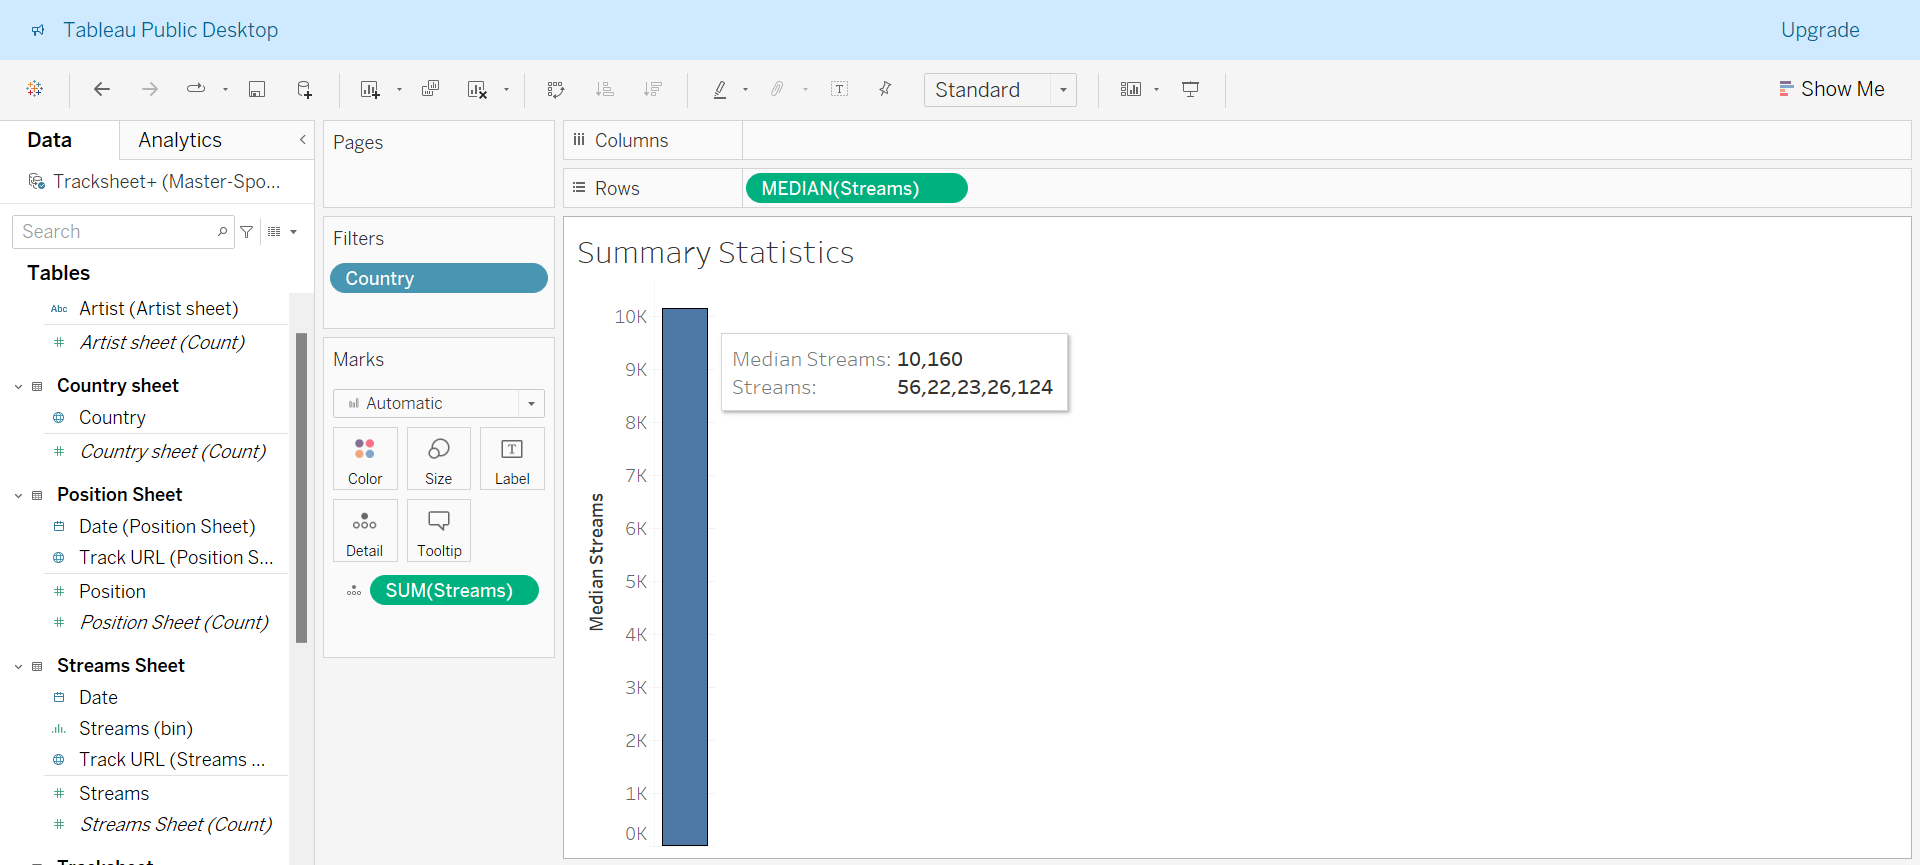 Tableau Public Desktop
Upgrade
Standard
Show Me
Data
Analytics
Tracksheet+ (Master-Spo...
Search
Tables
Abc Artist (Artist sheet)
Artist sheet (Count)
Country sheet
Country
Country sheet (Count)
Position Sheet
Date (Position Sheet)
Track URL (Position S...
Position
Position Sheet (Count)
Streams Sheet
Date
Streams (bin)
Track URL (Streams ...
Streams
Streams Sheet (Count)
Tracksheet
Pages
Filters
Country
Marks
Automatic
Color
Size
Label
Detail
Tooltip
SUM(Streams)
Columns
Rows
MEDIAN(Streams)
Summary Statistics
Median Streams
10K
9K
8K
7K
6K
5K
4K
3K
2K
1K
0K
Median Streams: 10,160
Streams: 56,22,23,26,124